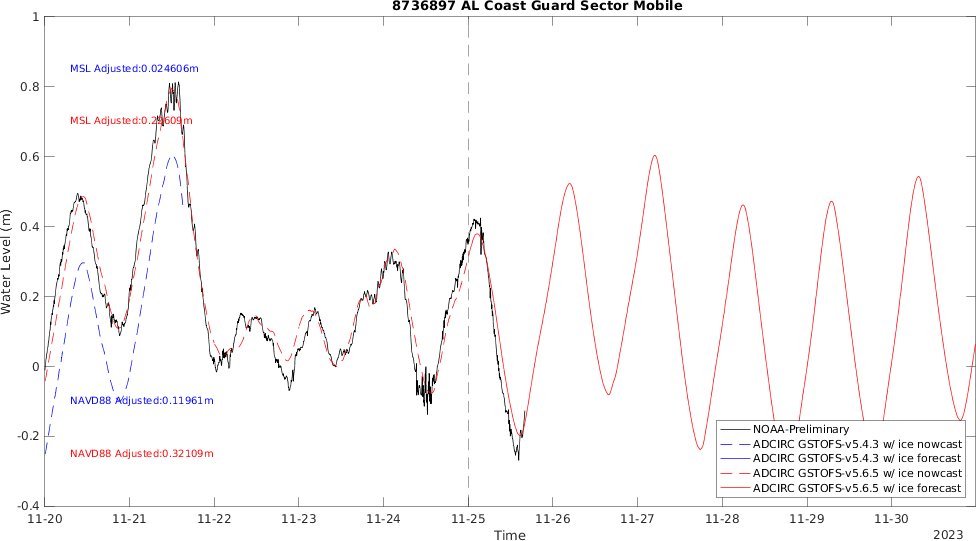 8736897 AL Coast Guard Sector Mobile
1
0.8
0.6
0.4
0.2
0
-0.2
-0.4
Water Level (m)
MSL Adjusted:0.024606m
MSL Adjusted:0.22609m
NAVD88 Adjusted:0.11961m
NAVD88 Adjusted:0.32109m
NOAA-Preliminary
ADCIRC GSTOFS-v5.4.3 w/ ice nowcast
ADCIRC GSTOFS-v5.4.3 w/ ice forecast
ADCIRC GSTOFS-v5.6.5 w/ ice nowcast
ADCIRC GSTOFS-v5.6.5 w/ ice forecast
11-20 11-21 11-22 11-23 11-24 11-25 11-26 11-27 11-28 11-29 11-30
Time
2023